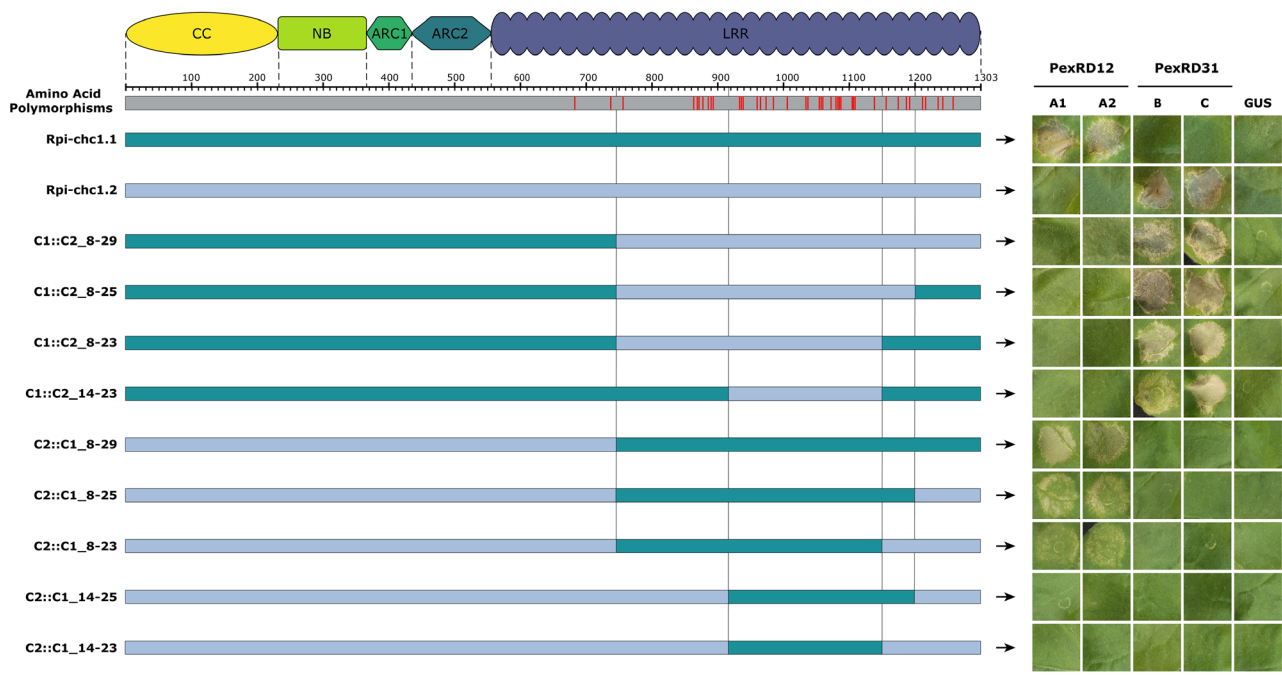 CC NB ARC1 ARC2 LRR
0 100 200 300 400 500 600 700 800 900 1000 1100 1200 1303
PexRD12 PexRD31
Amino Acid
Polymorphisms
A1 A2 B C GUS
Rpi-chc1.1
Rpi-chc1.2
C1::C2_8-29
C1::C2_8-25
C1::C2_8-23
C1::C2_14-23
C2::C1_8-29
C2::C1_8-25
C2::C1_8-23
C2::C1_14-25
C2::C1_14-23